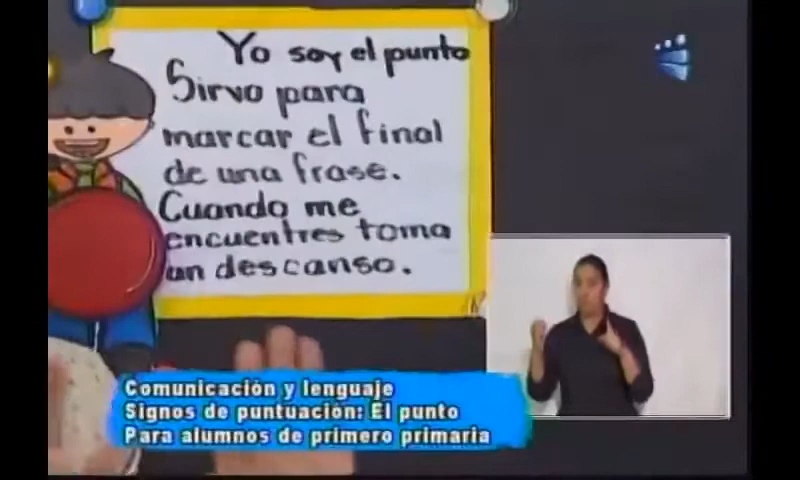 Yo soy el punto
Sirvo para
marcar el final
de una frase.
Cuando me
encuentres toma
un descanso.
Comunicación y lenguaje
Signos de puntuación: El punto
Para alumnos de primero primaria